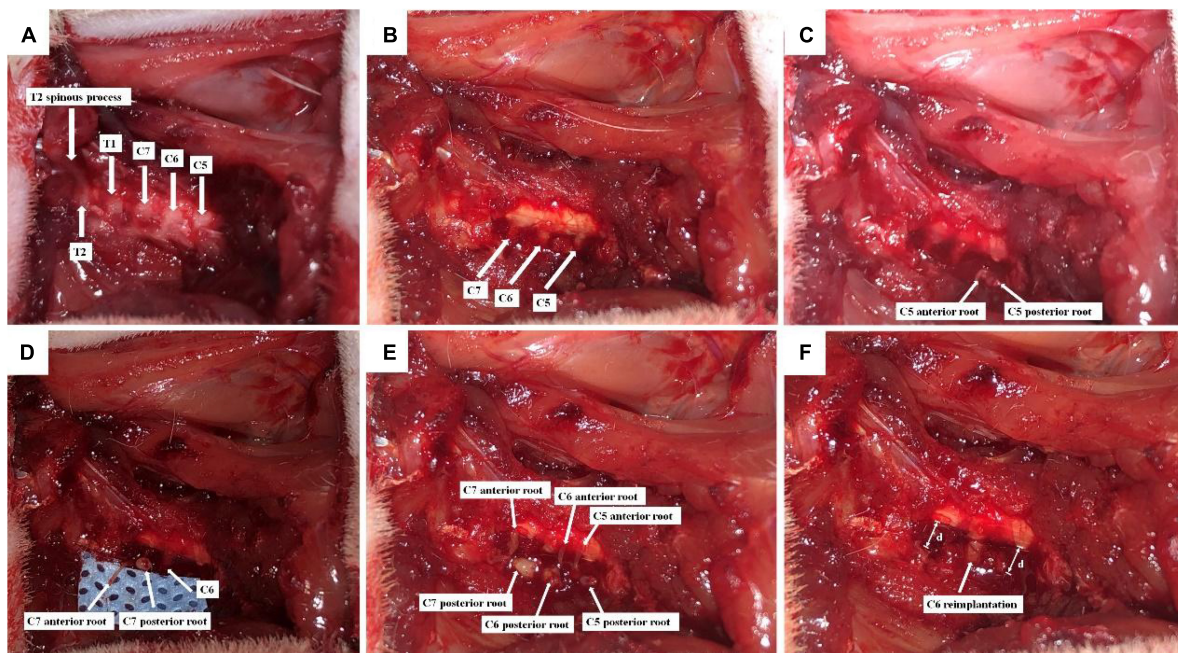 A
T2 spinous process
T1
C7
C6
C5
T2
B
C7
C6
C5
C
C5 anterior root
C5 posterior root
D
C6
C7 anterior root
C7 posterior root
E
C7 anterior root
C6 anterior root
C5 anterior root
C7 posterior root
C6 posterior root
C5 posterior root
F
d
d
C6 reimplantation